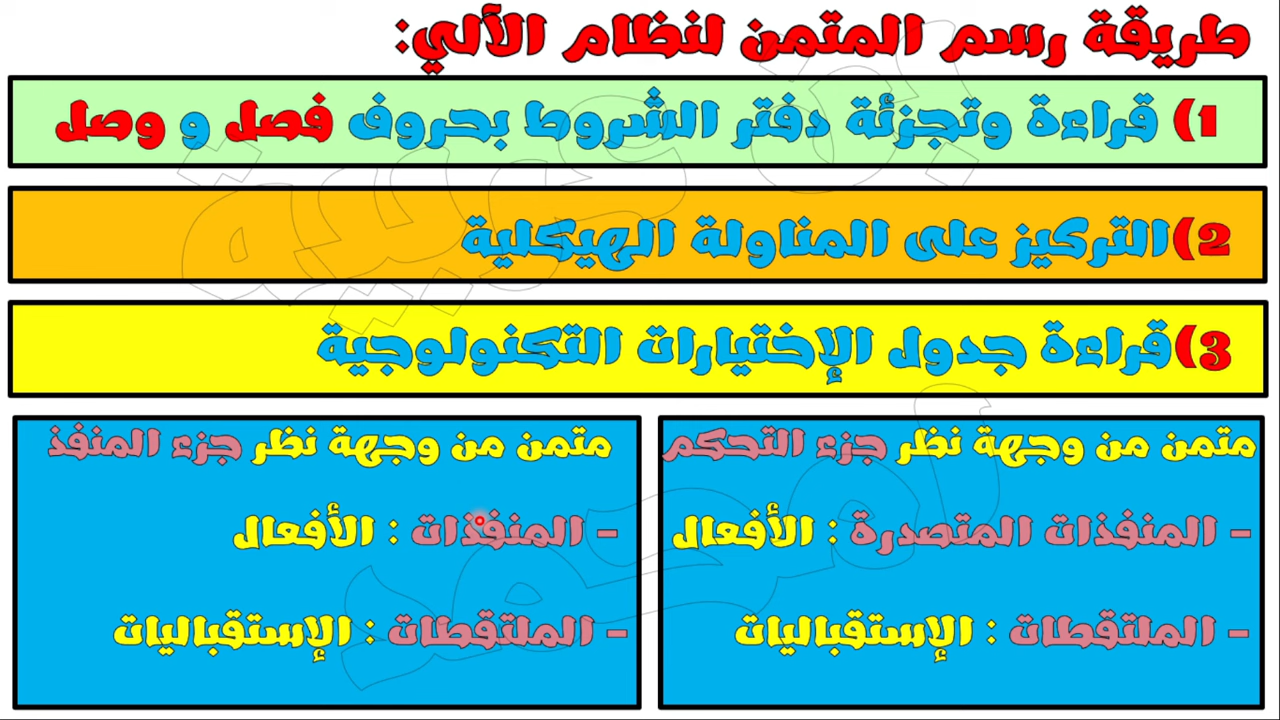 طريقة رسم المتمن لنظام الآلي:
1) قراءة وتجزئة دفتر الشروط بحروف فصل و وصل
2)التركيز على المناولة الهيكلية
3)قراءة جدول الإختيارات التكنولوجية
متمن من وجهة نظر جزء التحكم
- المنفذات المتصدرة : الأفعال
- الملتقطات : الإستقباليات
متمن من وجهة نظر جزء المنفذ
- المنفذات : الأفعال
- الملتقطات : الإستقباليات